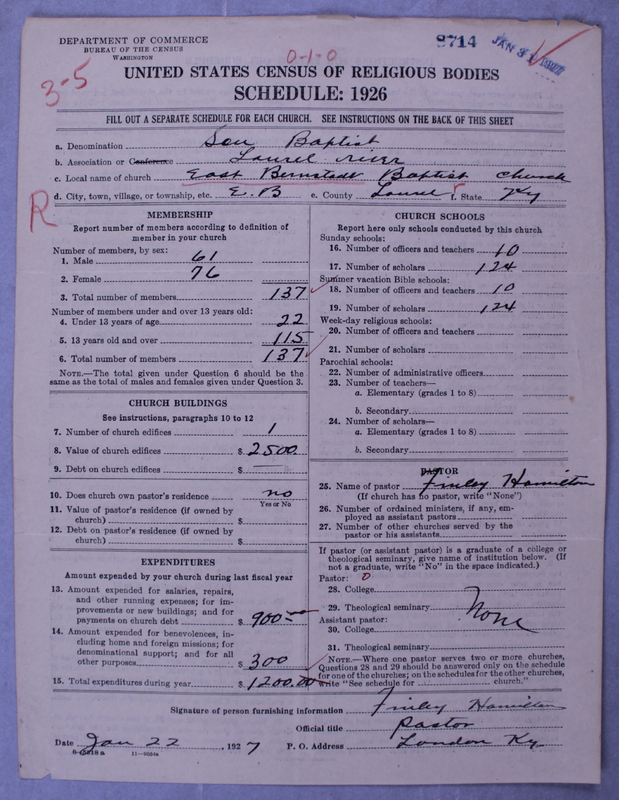 DEPARTMENT OF COMMERCE
BUREAU OF THE CENSUS
WASHINGTON
3-5
0-1-0
8714
JAN 31
UNITED STATES CENSUS OF RELIGIOUS BODIES
SCHEDULE: 1926
FILL OUT A SEPARATE SCHEDULE FOR EACH CHURCH. SEE INSTRUCTIONS ON THE BACK OF THIS SHEET
a. Denomination Sou Baptist
b. Association or Conference Laurel river
c. Local name of church East Bernstadt Baptist Church
d. City, town, village, or township, etc. E. B e. County Laurel f. State Ky
R
MEMBERSHIP
Report number of members according to definition of
member in your church
Number of members, by sex:
1. Male 61
2. Female 76
3. Total number of members 137
Number of members under and over 13 years old:
4. Under 13 years of age 22
5. 13 years old and over 115
6. Total number of members 137
NOTE.—The total given under Question 6 should be the
same as the total of males and females given under Question 3.
CHURCH BUILDINGS
See instructions, paragraphs 10 to 12
7. Number of church edifices 1
8. Value of church edifices $ 2500
9. Debt on church edifices $ —
10. Does church own pastor's residence no
Yes or No
11. Value of pastor's residence (if owned by
church) $
12. Debt on pastor's residence (if owned by
church) $
EXPENDITURES
Amount expended by your church during last fiscal year
13. Amount expended for salaries, repairs,
and other running expenses; for im-
provements or new buildings; and for
payments on church debt $ 900
14. Amount expended for benevolences, in-
cluding home and foreign missions; for
denominational support; and for all
other purposes $ 300
15. Total expenditures during year $ 1200.00
CHURCH SCHOOLS
Report here only schools conducted by this church
Sunday schools:
16. Number of officers and teachers 10
17. Number of scholars 124
Summer vacation Bible schools:
18. Number of officers and teachers 10
19. Number of scholars 124
Week-day religious schools:
20. Number of officers and teachers
21. Number of scholars
Parochial schools:
22. Number of administrative officers
23. Number of teachers—
a. Elementary (grades 1 to 8)
b. Secondary
24. Number of scholars—
a. Elementary (grades 1 to 8)
b. Secondary
PASTOR
25. Name of pastor Finley Hamilton
(If church has no pastor, write "None")
26. Number of ordained ministers, if any, em-
ployed as assistant pastors
27. Number of other churches served by the
pastor or his assistants
If pastor (or assistant pastor) is a graduate of a college or
theological seminary, give name of institution below. (If
not a graduate, write "No" in the space indicated.)
Pastor: 0
28. College
29. Theological seminary None
Assistant pastor:
30. College
31. Theological seminary
NOTE.—Where one pastor serves two or more churches,
Questions 28 and 29 should be answered only on the schedule
for one of the churches; on the schedules for the other churches,
write "See schedule for church."
Signature of person furnishing information Finley Hamilton
Official title Pastor
Date Jan 22, 1927 P. O. Address London Ky
11—9554a